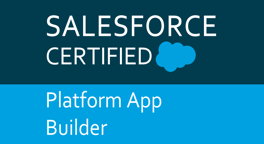 SALESFORCE
CERTIFIED
Platform App
Builder